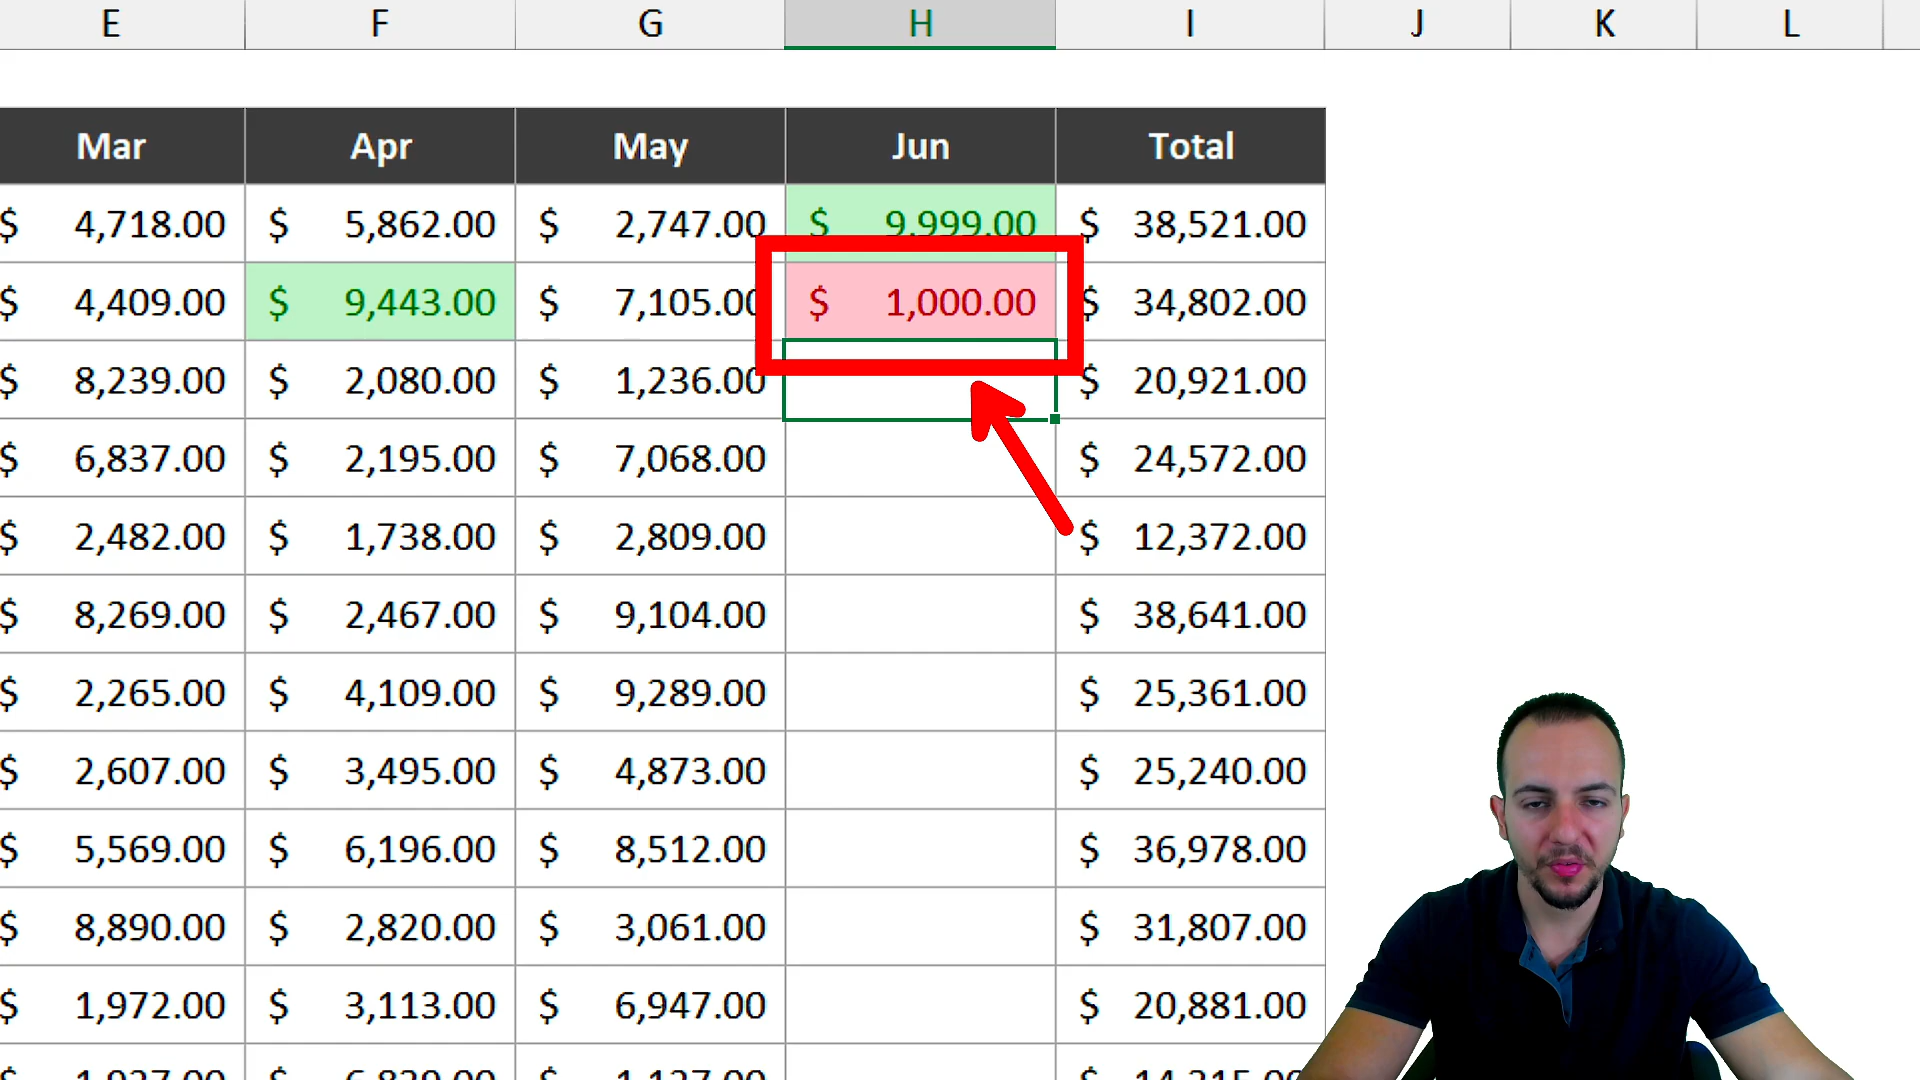 E F G H I J K L
Mar Apr May Jun Total
$ 4,718.00 $ 5,862.00 $ 2,747.00 $ 9,999.00 $ 38,521.00
$ 4,409.00 $ 9,443.00 $ 7,105.00 $ 1,000.00 $ 34,802.00
$ 8,239.00 $ 2,080.00 $ 1,236.00 $ 20,921.00
$ 6,837.00 $ 2,195.00 $ 7,068.00 $ 24,572.00
$ 2,482.00 $ 1,738.00 $ 2,809.00 $ 12,372.00
$ 8,269.00 $ 2,467.00 $ 9,104.00 $ 38,641.00
$ 2,265.00 $ 4,109.00 $ 9,289.00 $ 25,361.00
$ 2,607.00 $ 3,495.00 $ 4,873.00 $ 25,240.00
$ 5,569.00 $ 6,196.00 $ 8,512.00 $ 36,978.00
$ 8,890.00 $ 2,820.00 $ 3,061.00 $ 31,807.00
$ 1,972.00 $ 3,113.00 $ 6,947.00 $ 20,881.00